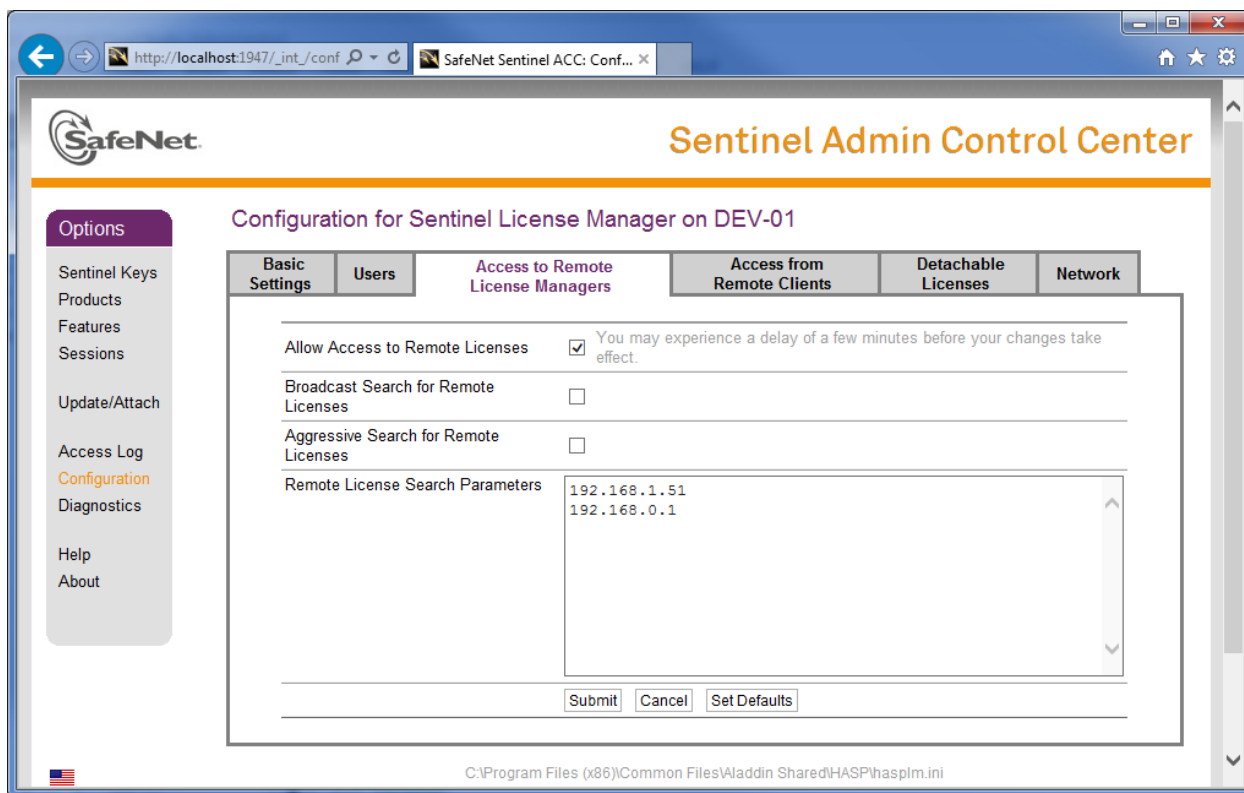 http://localhost:1947/_int_/conf
SafeNet Sentinel ACC: Conf...
SafeNet.
Sentinel Admin Control Center
Options
Sentinel Keys
Products
Features
Sessions
Update/Attach
Access Log
Configuration
Diagnostics
Help
About
Configuration for Sentinel License Manager on DEV-01
Basic
Settings
Users
Access to Remote
License Managers
Access from
Remote Clients
Detachable
Licenses
Network
Allow Access to Remote Licenses
You may experience a delay of a few minutes before your changes take
effect.
Broadcast Search for Remote
Licenses
Aggressive Search for Remote
Licenses
Remote License Search Parameters
192.168.1.51
192.168.0.1
Submit
Cancel
Set Defaults
C:\Program Files (x86)\Common Files\Aladdin Shared\HASP\hasplm.ini